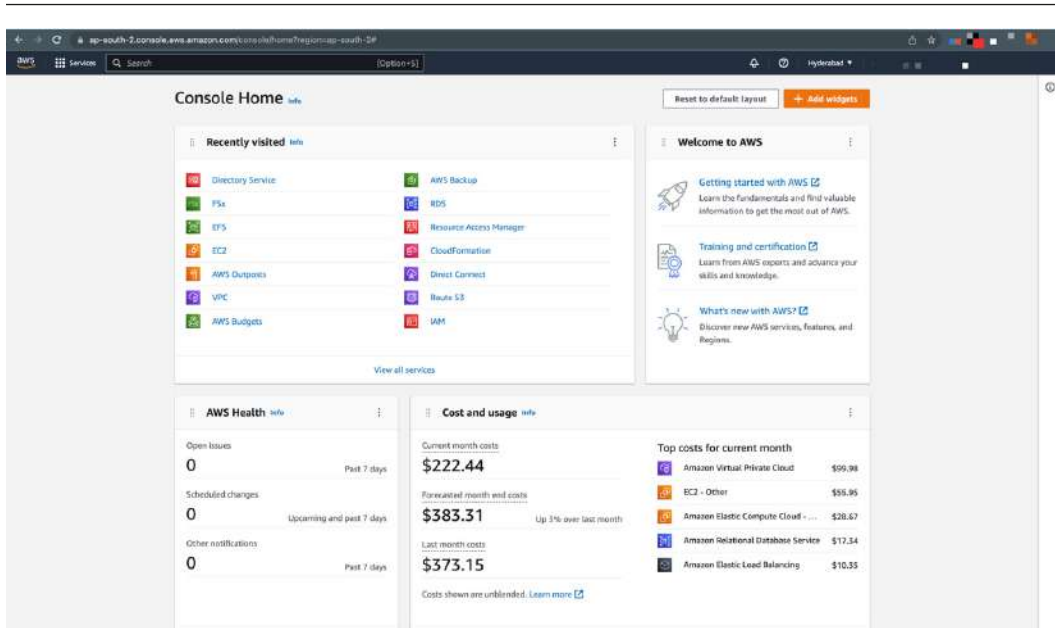 ap-south-2.console.aws.amazon.com/console/home?region=ap-south-2#
aws
Services
Search
[Option+S]
Hyderabad
Console Home Info
Reset to default layout
+ Add widgets
Recently visited Info
Directory Service
FSx
EFS
EC2
AWS Outposts
VPC
AWS Budgets
AWS Backup
RDS
Resource Access Manager
CloudFormation
Direct Connect
Route 53
IAM
View all services
Welcome to AWS
Getting started with AWS
Learn the fundamentals and find valuable
information to get the most out of AWS.
Training and certification
Learn from AWS experts and advance your
skills and knowledge.
What's new with AWS?
Discover new AWS services, features, and
Regions.
AWS Health Info
Open issues
0
Past 7 days
Scheduled changes
0
Upcoming and past 7 days
Other notifications
0
Past 7 days
Cost and usage Info
Current month costs
$222.44
Forecasted month end costs
$383.31
Up 3% over last month
Last month costs
$373.15
Costs shown are unblended. Learn more
Top costs for current month
Amazon Virtual Private Cloud $99.98
EC2 - Other $55.95
Amazon Elastic Compute Cloud - ... $28.67
Amazon Relational Database Service $17.34
Amazon Elastic Load Balancing $10.35